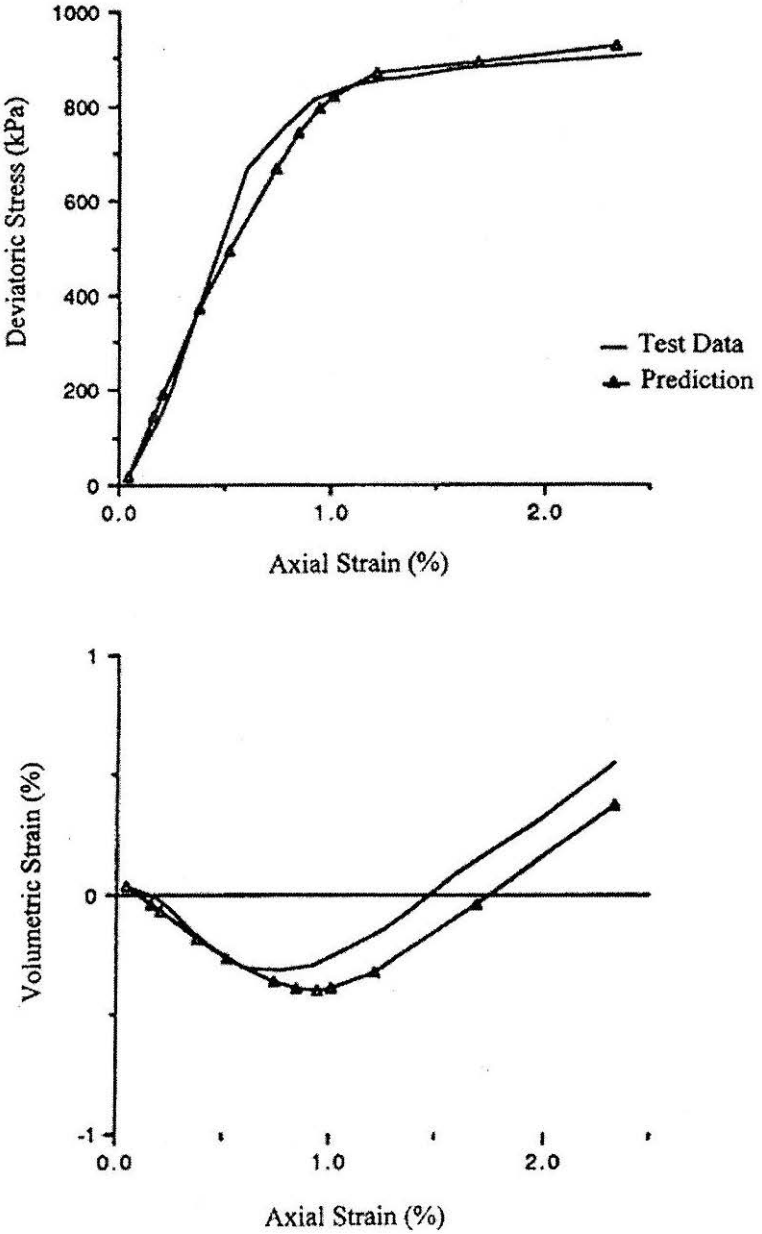 1000
800
600
400
200
0
Deviatoric Stress (kPa)
0.0
1.0
2.0
Axial Strain (%)
Test Data
Prediction
1
0
-1
Volumetric Strain (%)
0.0
1.0
2.0
Axial Strain (%)